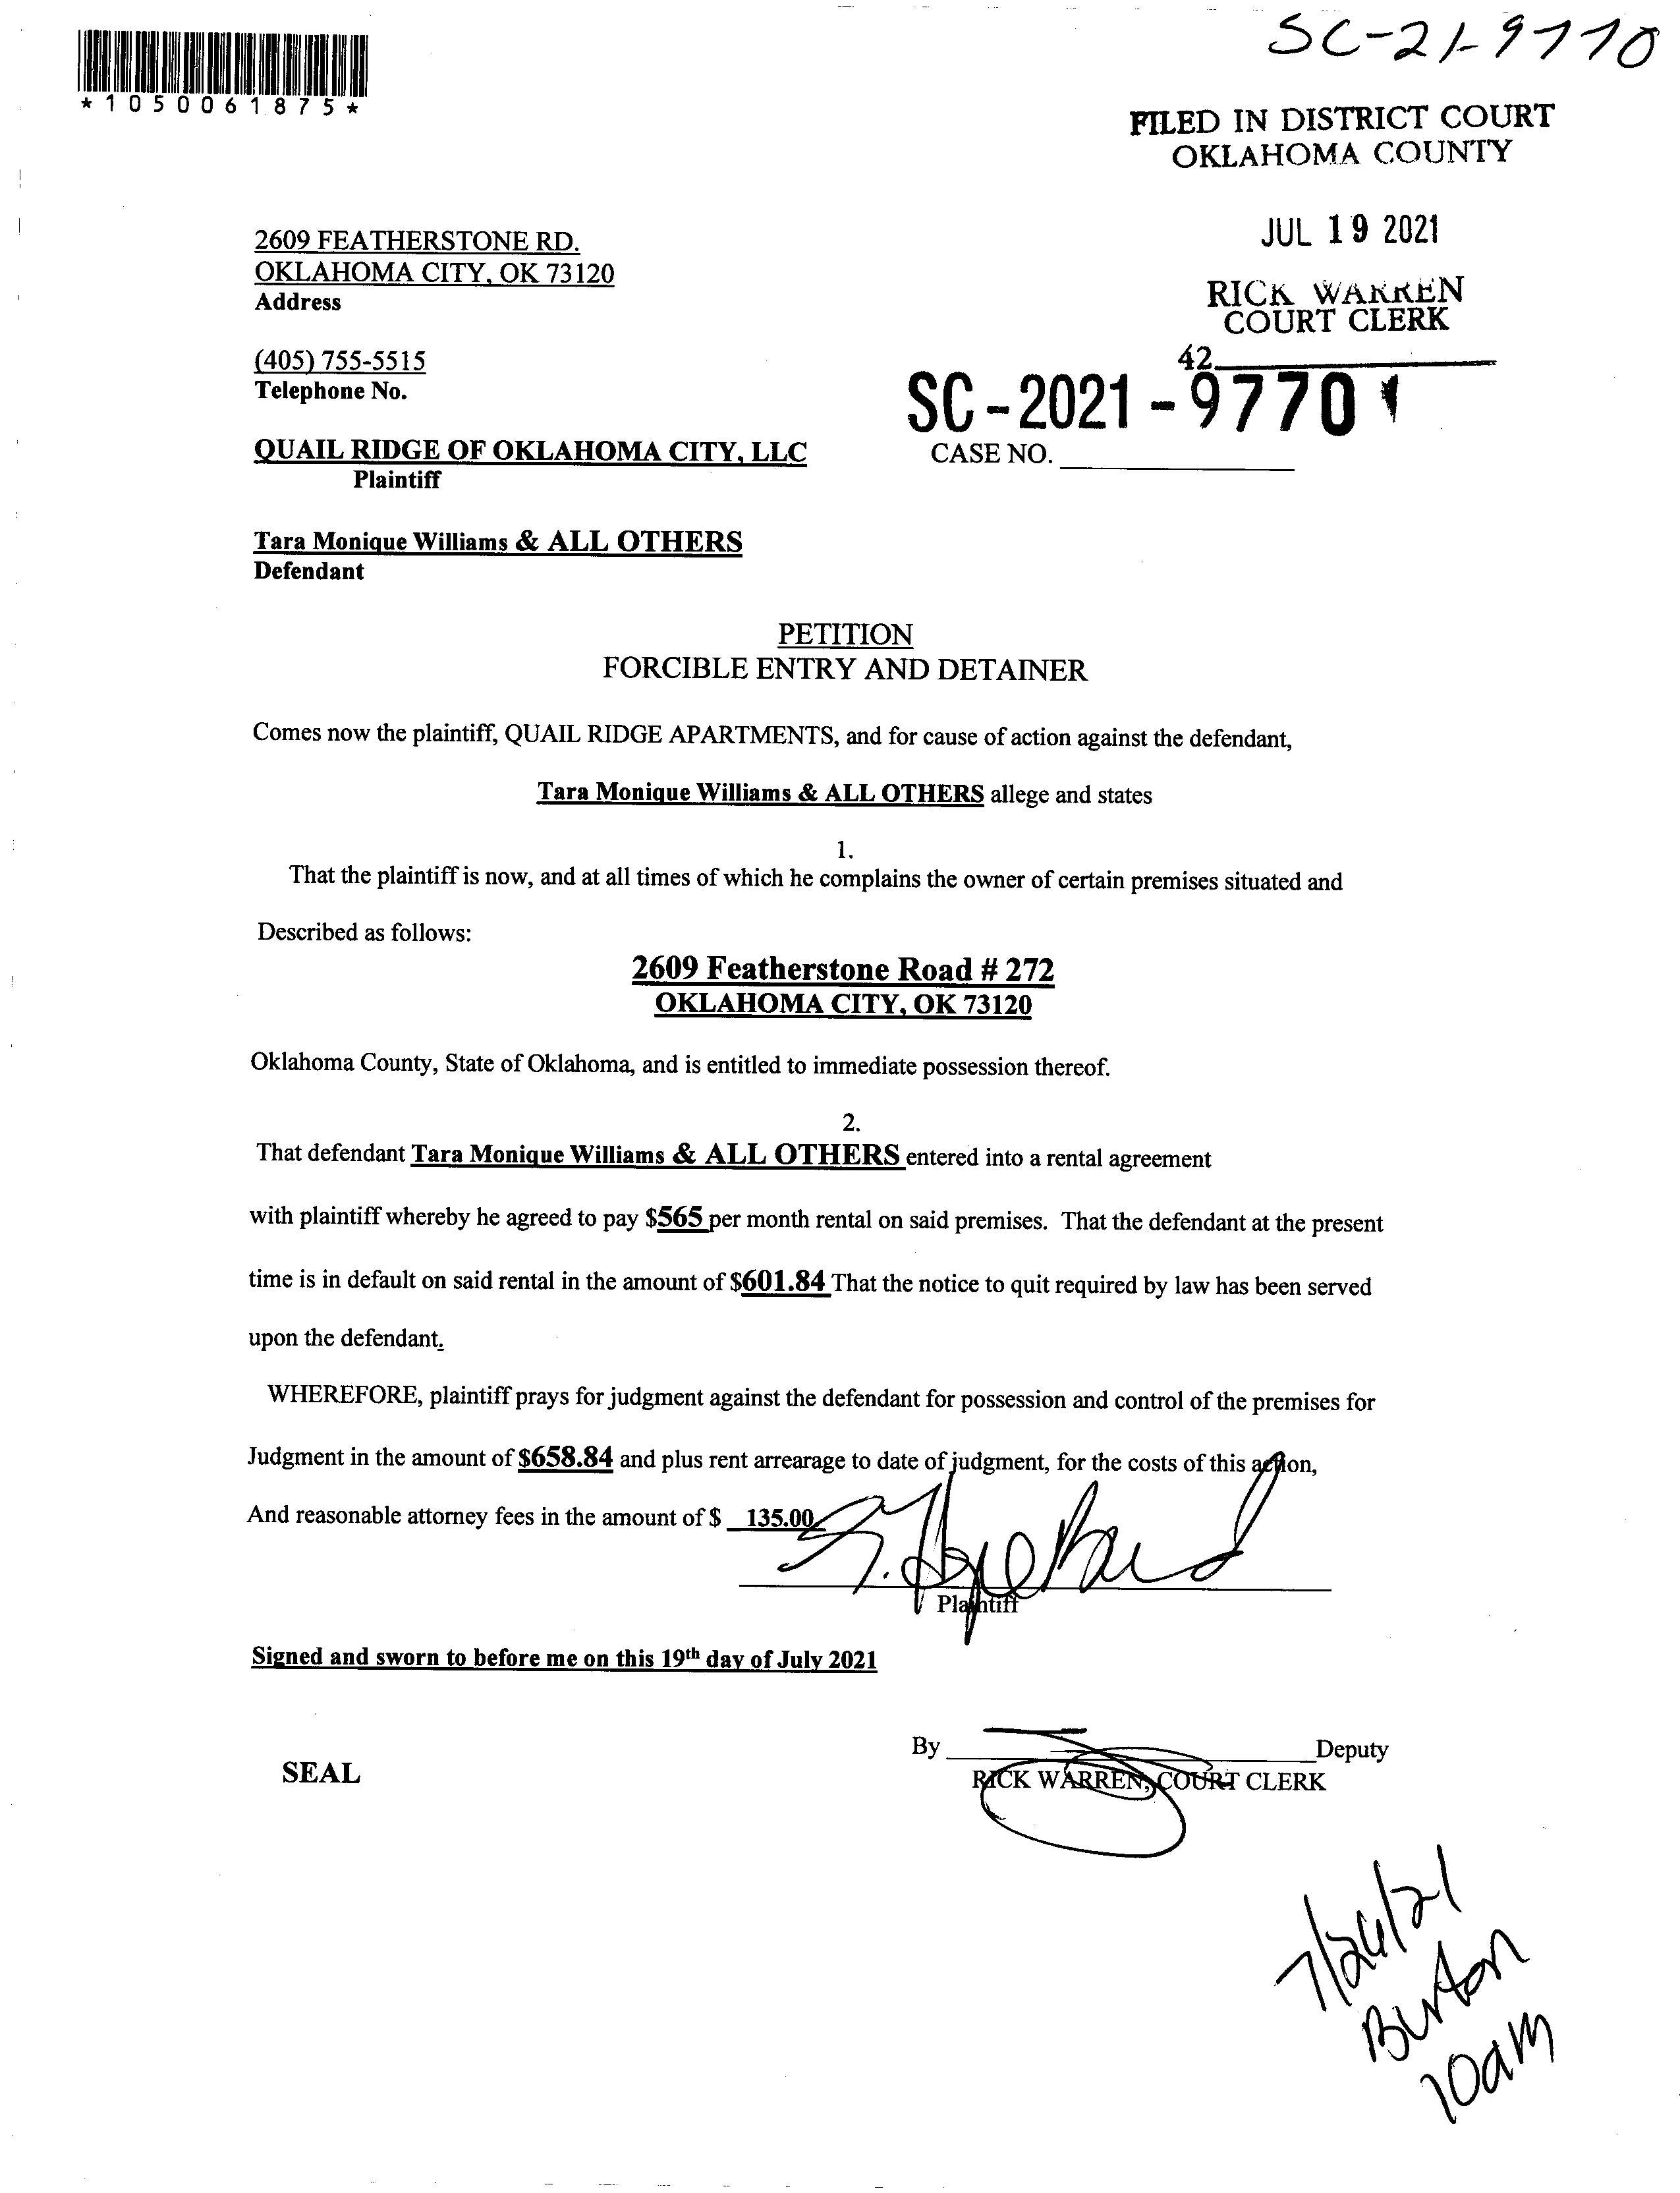 SC-21-9770
*1050061875*
FILED IN DISTRICT COURT
OKLAHOMA COUNTY
JUL 19 2021
RICK WARREN
COURT CLERK
42
2609 FEATHERSTONE RD.
OKLAHOMA CITY, OK 73120
Address
(405) 755-5515
Telephone No.
SC-2021-9770
CASE NO.
QUAIL RIDGE OF OKLAHOMA CITY, LLC
Plaintiff
Tara Monique Williams & ALL OTHERS
Defendant
PETITION
FORCIBLE ENTRY AND DETAINER
Comes now the plaintiff, QUAIL RIDGE APARTMENTS, and for cause of action against the defendant,
Tara Monique Williams & ALL OTHERS allege and states
1.
That the plaintiff is now, and at all times of which he complains the owner of certain premises situated and
Described as follows:
2609 Featherstone Road # 272
OKLAHOMA CITY, OK 73120
Oklahoma County, State of Oklahoma, and is entitled to immediate possession thereof.
2.
That defendant Tara Monique Williams & ALL OTHERS entered into a rental agreement
with plaintiff whereby he agreed to pay $565 per month rental on said premises. That the defendant at the present
time is in default on said rental in the amount of $601.84 That the notice to quit required by law has been served
upon the defendant.
WHEREFORE, plaintiff prays for judgment against the defendant for possession and control of the premises for
Judgment in the amount of $658.84 and plus rent arrearage to date of judgment, for the costs of this action,
And reasonable attorney fees in the amount of $ 135.00
Plaintiff
Signed and sworn to before me on this 19th day of July 2021
By Deputy
RICK WARREN, COURT CLERK
SEAL
7/26/21
Burton
10am